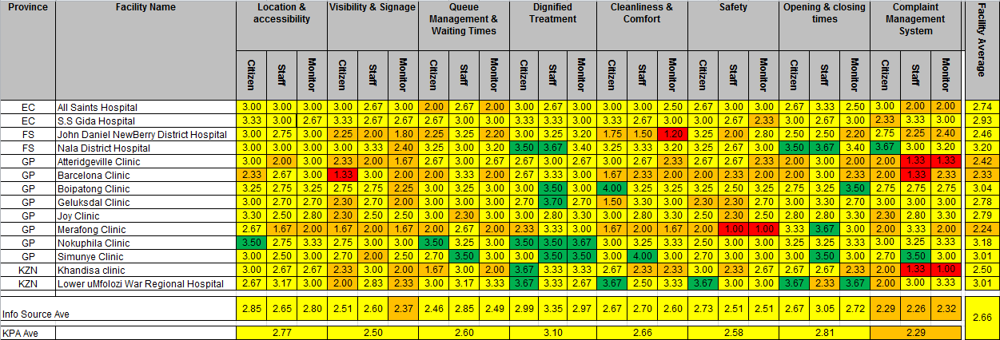 Province Facility Name Location & accessibility Visibility & Signage Queue Management & Waiting Times Dignified Treatment Cleanliness & Comfort Safety Opening & closing times Complaint Management System Facility Average
Citizen Staff Monitor Citizen Staff Monitor Citizen Staff Monitor Citizen Staff Monitor Citizen Staff Monitor Citizen Staff Monitor Citizen Staff Monitor Citizen Staff Monitor
EC All Saints Hospital 3.00 3.00 3.00 3.00 2.67 3.00 2.00 2.67 2.00 3.00 2.67 3.00 3.00 3.00 2.50 2.67 3.00 3.00 2.67 3.33 2.50 3.00 2.00 2.00 2.74
EC S.S Gida Hospital 3.33 3.00 2.67 3.33 2.67 2.67 3.00 2.67 2.67 3.00 3.33 3.33 3.00 3.00 2.67 3.00 2.67 2.33 3.00 2.67 3.00 2.33 3.33 3.00 2.93
FS John Daniel NewBerry District Hospital 3.00 2.75 3.00 2.25 2.00 1.80 2.25 3.25 2.20 3.00 3.25 3.20 1.75 1.50 1.20 3.25 2.00 2.80 2.50 2.50 2.20 2.75 2.25 2.40 2.46
FS Nala District Hospital 3.00 3.00 3.00 3.00 3.33 2.40 3.25 3.00 3.00 3.50 3.67 3.40 3.25 3.33 3.20 3.25 2.67 3.00 3.50 3.67 3.40 3.67 3.00 3.20 3.20
GP Atteridgeville Clinic 3.00 2.00 3.00 2.33 2.00 1.67 2.67 3.00 2.67 2.67 3.00 2.67 3.00 2.33 2.33 2.67 2.00 2.00 2.67 3.00 2.67 2.00 1.33 1.33 2.42
GP Barcelona Clinic 2.33 2.67 3.00 1.33 3.00 2.00 2.00 3.33 2.00 2.67 3.33 3.00 1.67 2.33 2.00 2.00 2.00 2.00 2.33 3.00 2.33 2.00 1.33 2.33 2.33
GP Boipatong Clinic 3.25 2.75 3.25 2.75 2.75 2.25 3.00 3.00 3.25 2.75 3.50 3.00 4.00 3.25 3.25 3.25 2.50 3.25 2.75 3.25 3.50 2.75 2.75 2.75 3.04
GP Geluksdal Clinic 3.00 2.70 2.70 2.30 2.70 2.00 3.00 3.00 3.00 2.70 3.70 2.70 1.50 3.30 3.00 2.30 2.30 2.70 3.00 3.00 3.00 2.70 3.00 3.00 2.78
GP Joy Clinic 3.30 2.50 2.80 2.30 2.50 2.50 3.00 2.30 3.00 3.00 2.80 3.30 3.00 2.80 3.30 2.50 2.30 2.50 2.80 2.80 3.30 2.30 2.80 3.30 2.79
GP Merafong Clinic 2.67 1.67 2.00 1.67 2.00 1.67 2.00 2.67 2.00 2.33 3.33 3.00 1.67 2.00 1.67 2.00 1.00 1.00 3.33 3.67 3.00 2.00 3.33 2.00 2.24
GP Nokuphila Clinic 3.50 2.75 3.33 2.75 3.00 3.00 3.50 3.25 3.00 3.50 3.50 3.67 3.00 3.25 3.00 3.25 3.25 3.00 3.00 3.25 3.33 3.00 3.25 3.33 3.18
GP Simunye Clinic 3.00 2.50 3.00 2.70 2.00 2.50 2.70 3.50 2.50 3.00 3.50 3.50 3.00 4.00 3.00 2.70 3.00 3.00 3.00 3.50 3.00 2.70 3.50 3.00 3.01
KZN Khandisa clinic 2.67 3.00 3.00 2.33 3.00 2.00 1.67 3.00 2.00 3.67 3.33 3.00 2.67 2.33 2.33 3.00 2.33 2.67 2.67 2.67 2.33 3.00 1.33 1.00 2.50
KZN Lower uMfolozi War Regional Hospital 2.67 3.17 3.00 2.00 2.83 2.33 3.00 3.17 3.33 3.67 3.33 2.67 3.67 2.50 3.33 3.67 3.00 3.00 3.67 2.33 3.67 2.00 3.00 3.33 3.01
Info Source Ave 2.85 2.65 2.80 2.51 2.60 2.37 2.46 2.85 2.49 2.99 3.35 2.97 2.67 2.70 2.60 2.73 2.51 2.51 2.67 3.05 2.72 2.29 2.26 2.32 2.66
KPA Ave 2.77 2.50 2.60 3.10 2.66 2.58 2.81 2.29